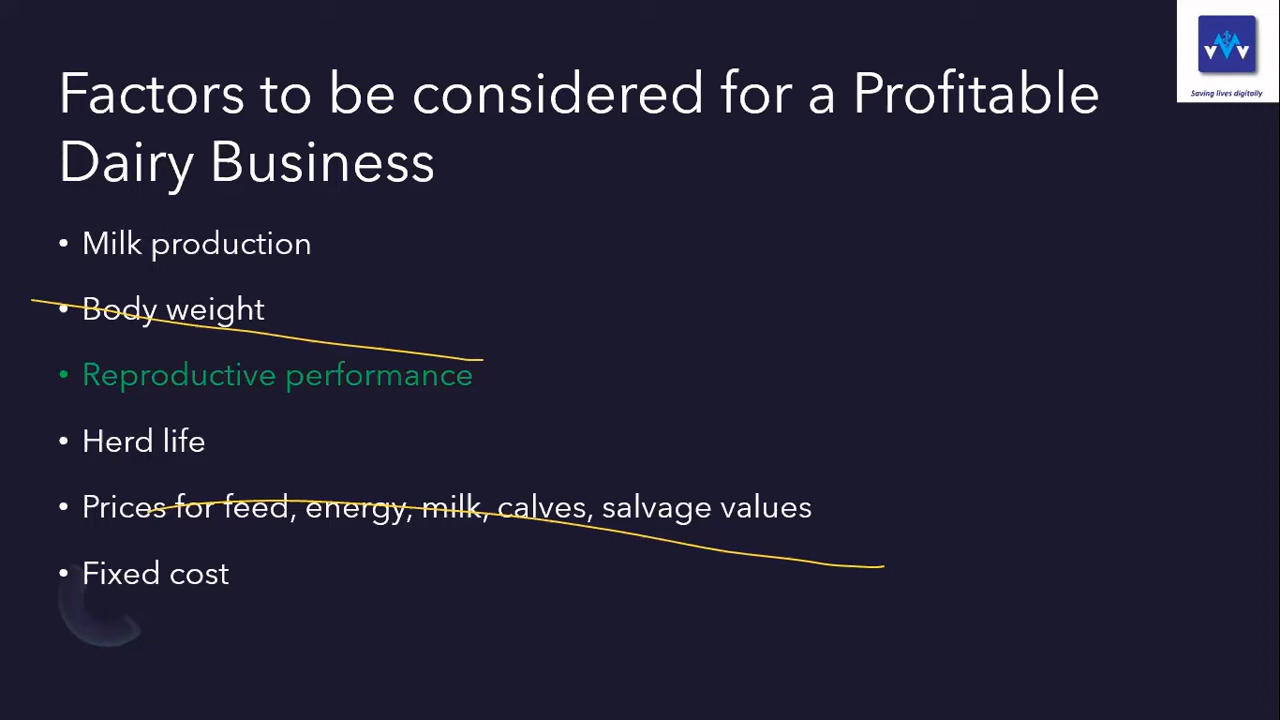 Factors to be considered for a Profitable
Dairy Business
• Milk production
• Body weight
• Reproductive performance
• Herd life
• Prices for feed, energy, milk, calves, salvage values
• Fixed cost
VVV
Saving lives digitally